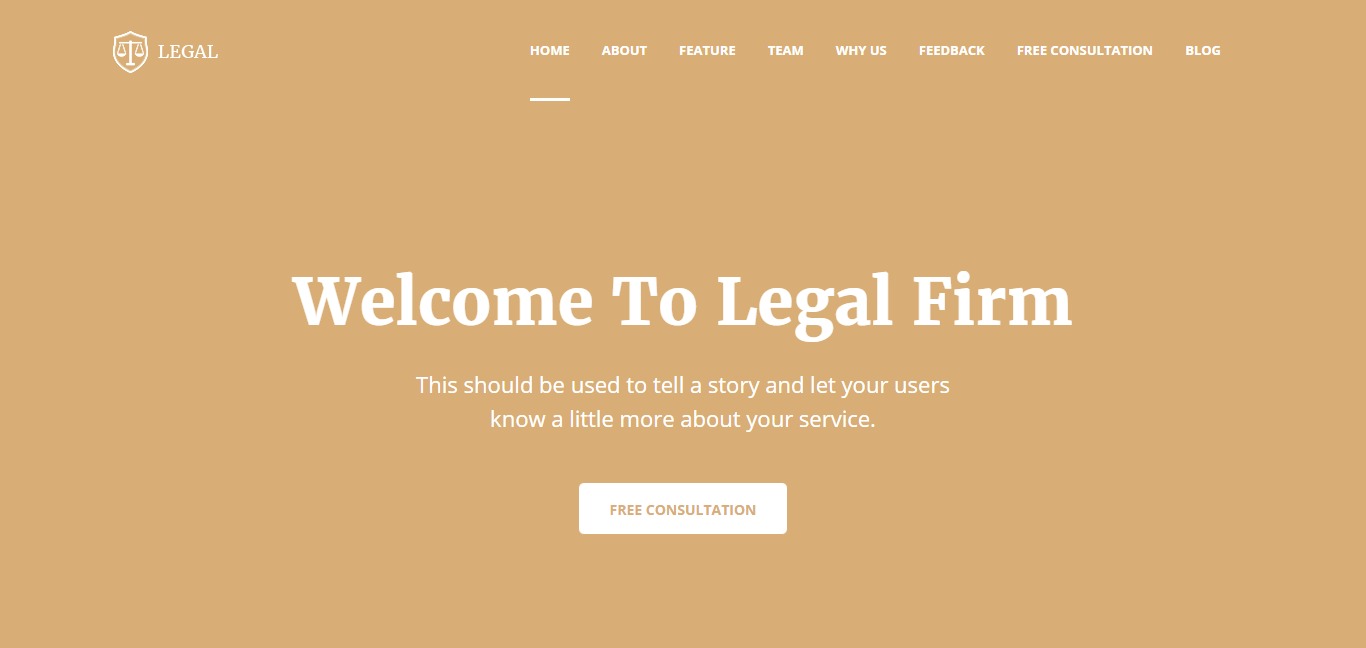 LEGAL
HOME ABOUT FEATURE TEAM WHY US FEEDBACK FREE CONSULTATION BLOG
Welcome To Legal Firm
This should be used to tell a story and let your users
know a little more about your service.
FREE CONSULTATION